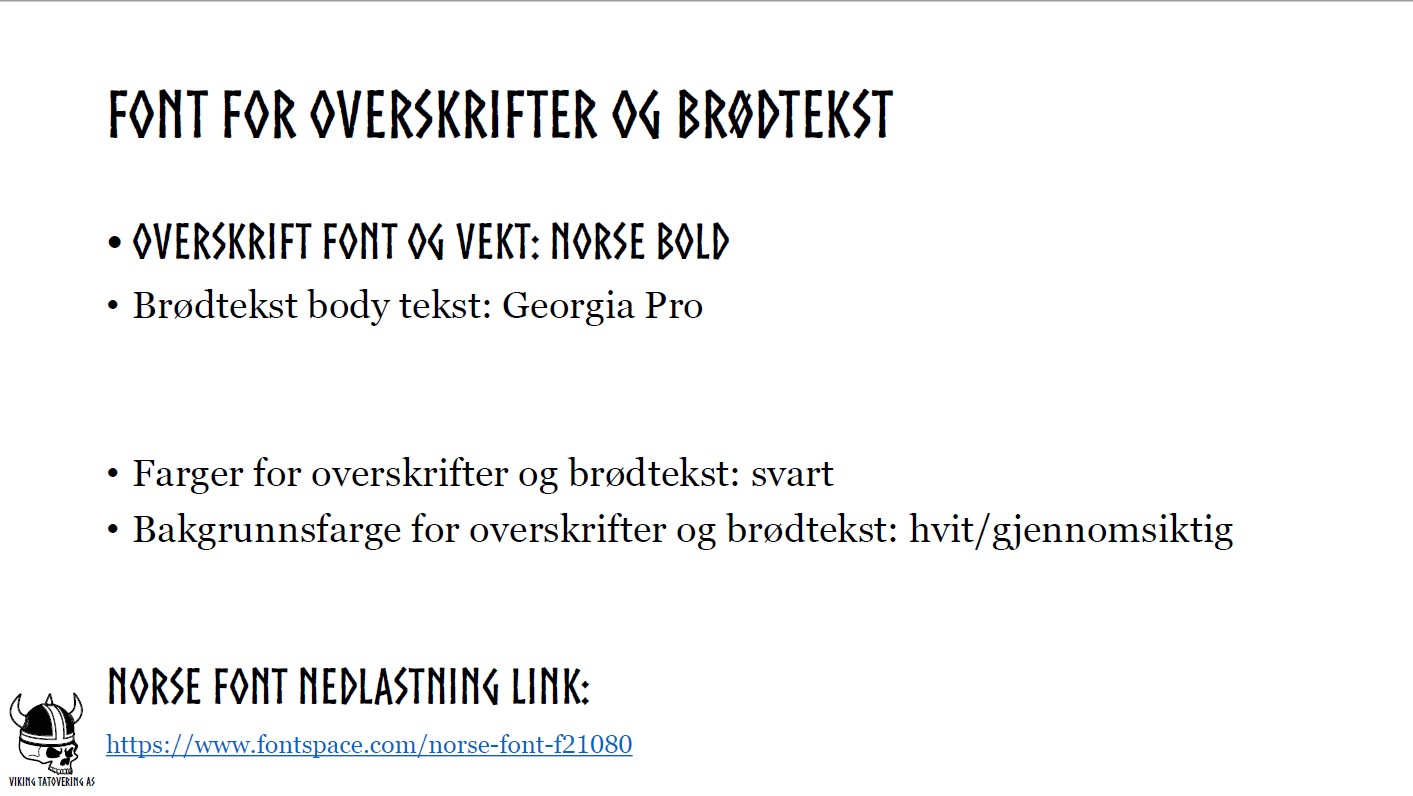 FONT FOR OVERSKRIFTER OG BRØDTEKST
• OVERSKRIFT FONT OG VEKT: NORSE BOLD
• Brødtekst body tekst: Georgia Pro
• Farger for overskrifter og brødtekst: svart
• Bakgrunnsfarge for overskrifter og brødtekst: hvit/gjennomsiktig
NORSE FONT NEDLASTNING LINK:
https://www.fontspace.com/norse-font-f21080
VIKING TATOVERING AS